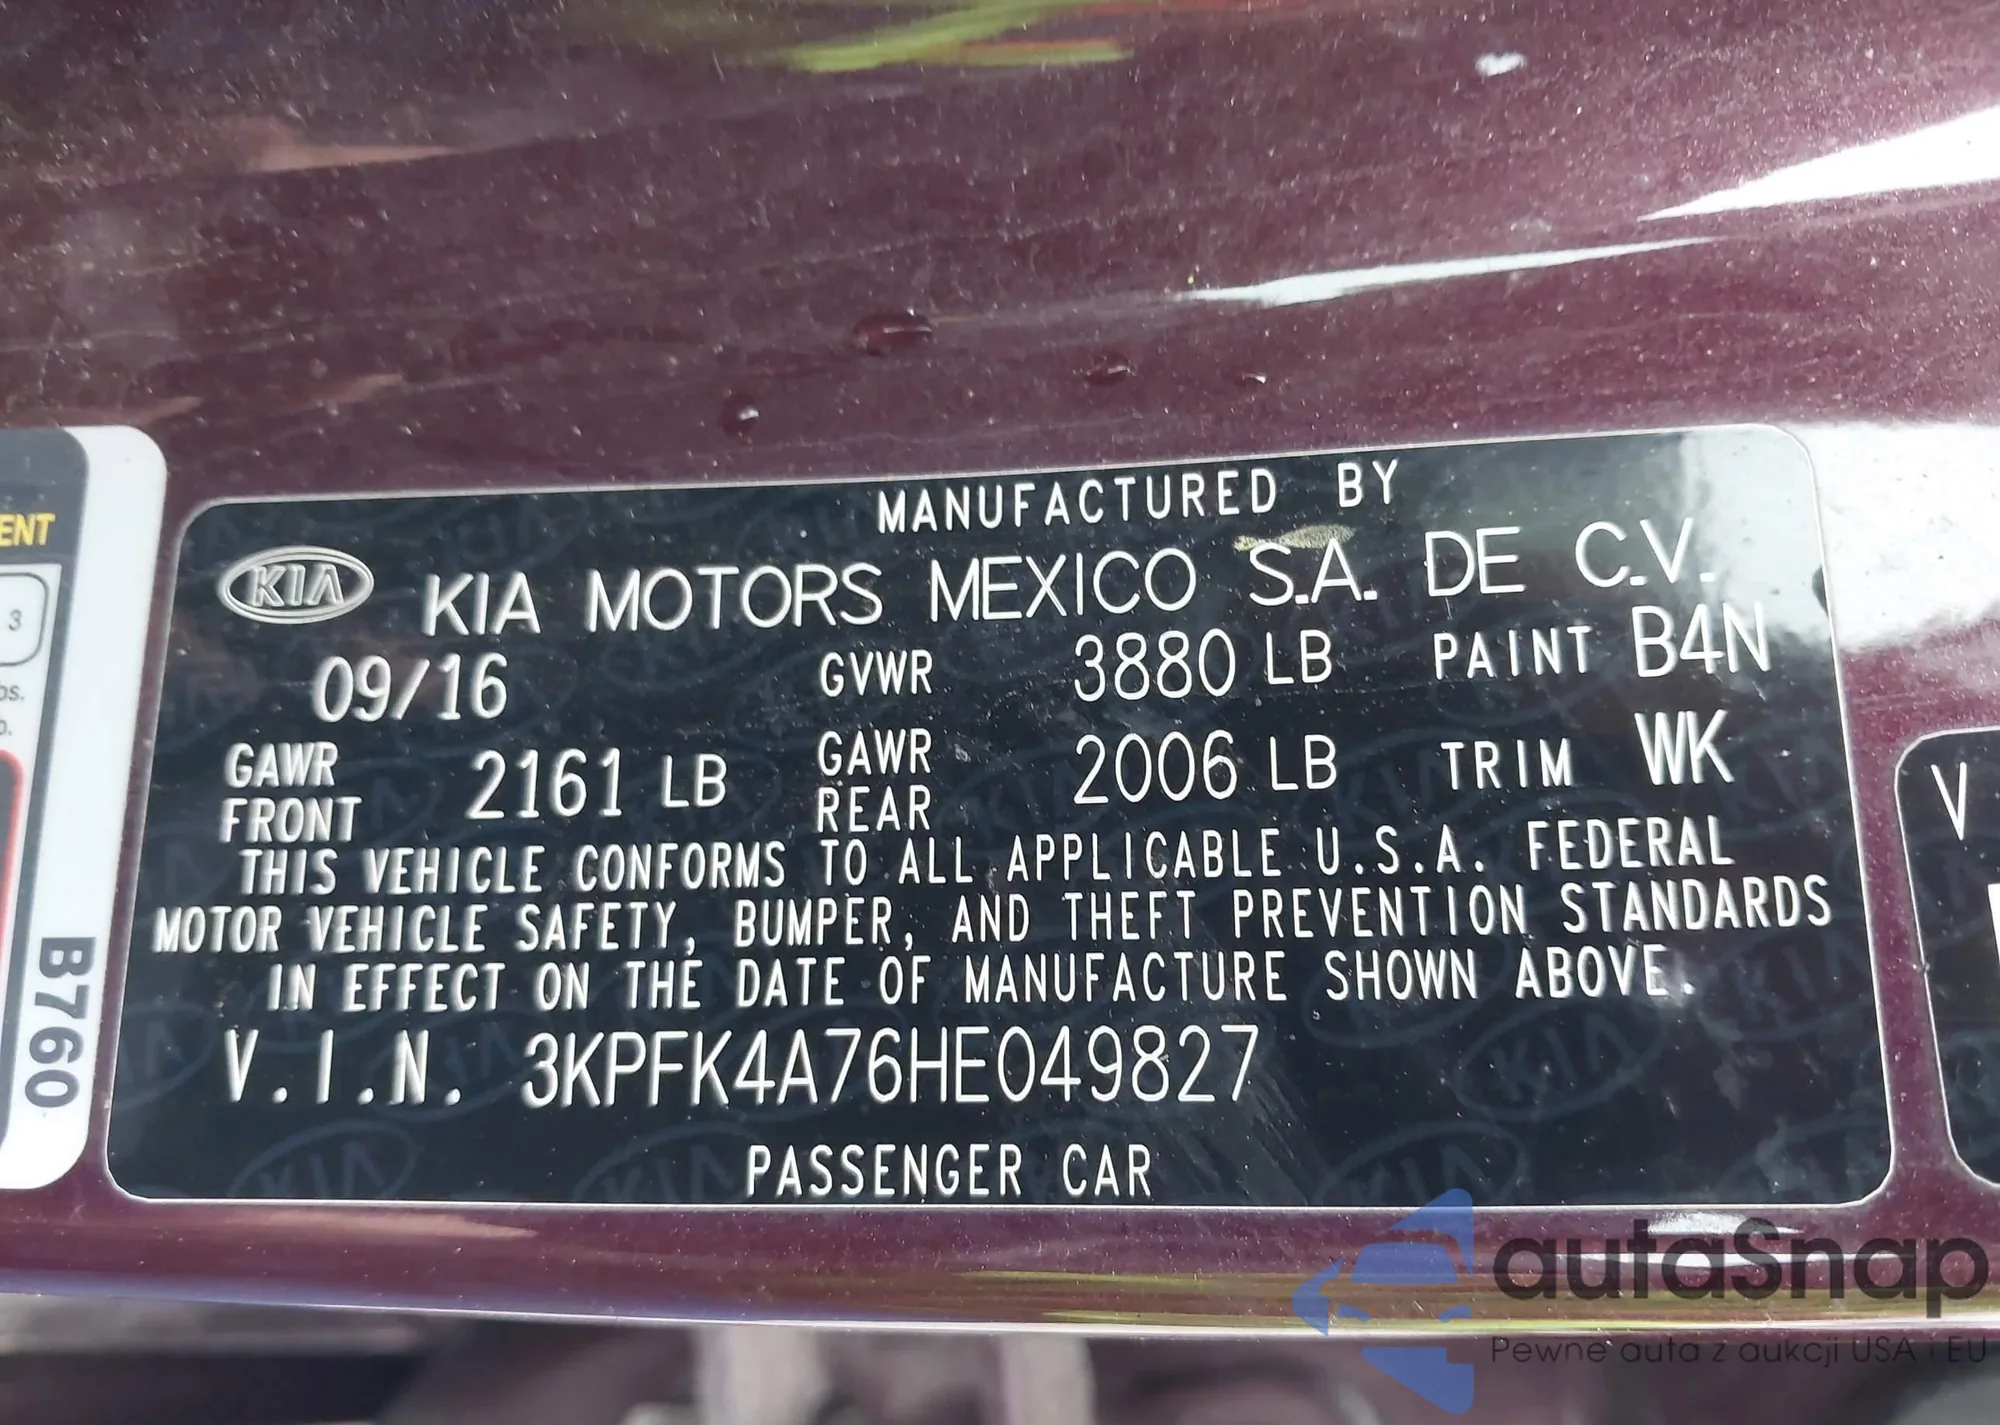 MANUFACTURED BY
KIA KIA MOTORS MEXICO S.A. DE C.V.
09/16 GVWR 3880 LB PAINT B4N
GAWR FRONT 2161 LB GAWR REAR 2006 LB TRIM WK
THIS VEHICLE CONFORMS TO ALL APPLICABLE U.S.A. FEDERAL
MOTOR VEHICLE SAFETY, BUMPER, AND THEFT PREVENTION STANDARDS
IN EFFECT ON THE DATE OF MANUFACTURE SHOWN ABOVE.
V.I.N. 3KPFK4A76HE049827
PASSENGER CAR
ENT
3
B760
V
autaSnap
Pewne auta z aukcji USA i EU